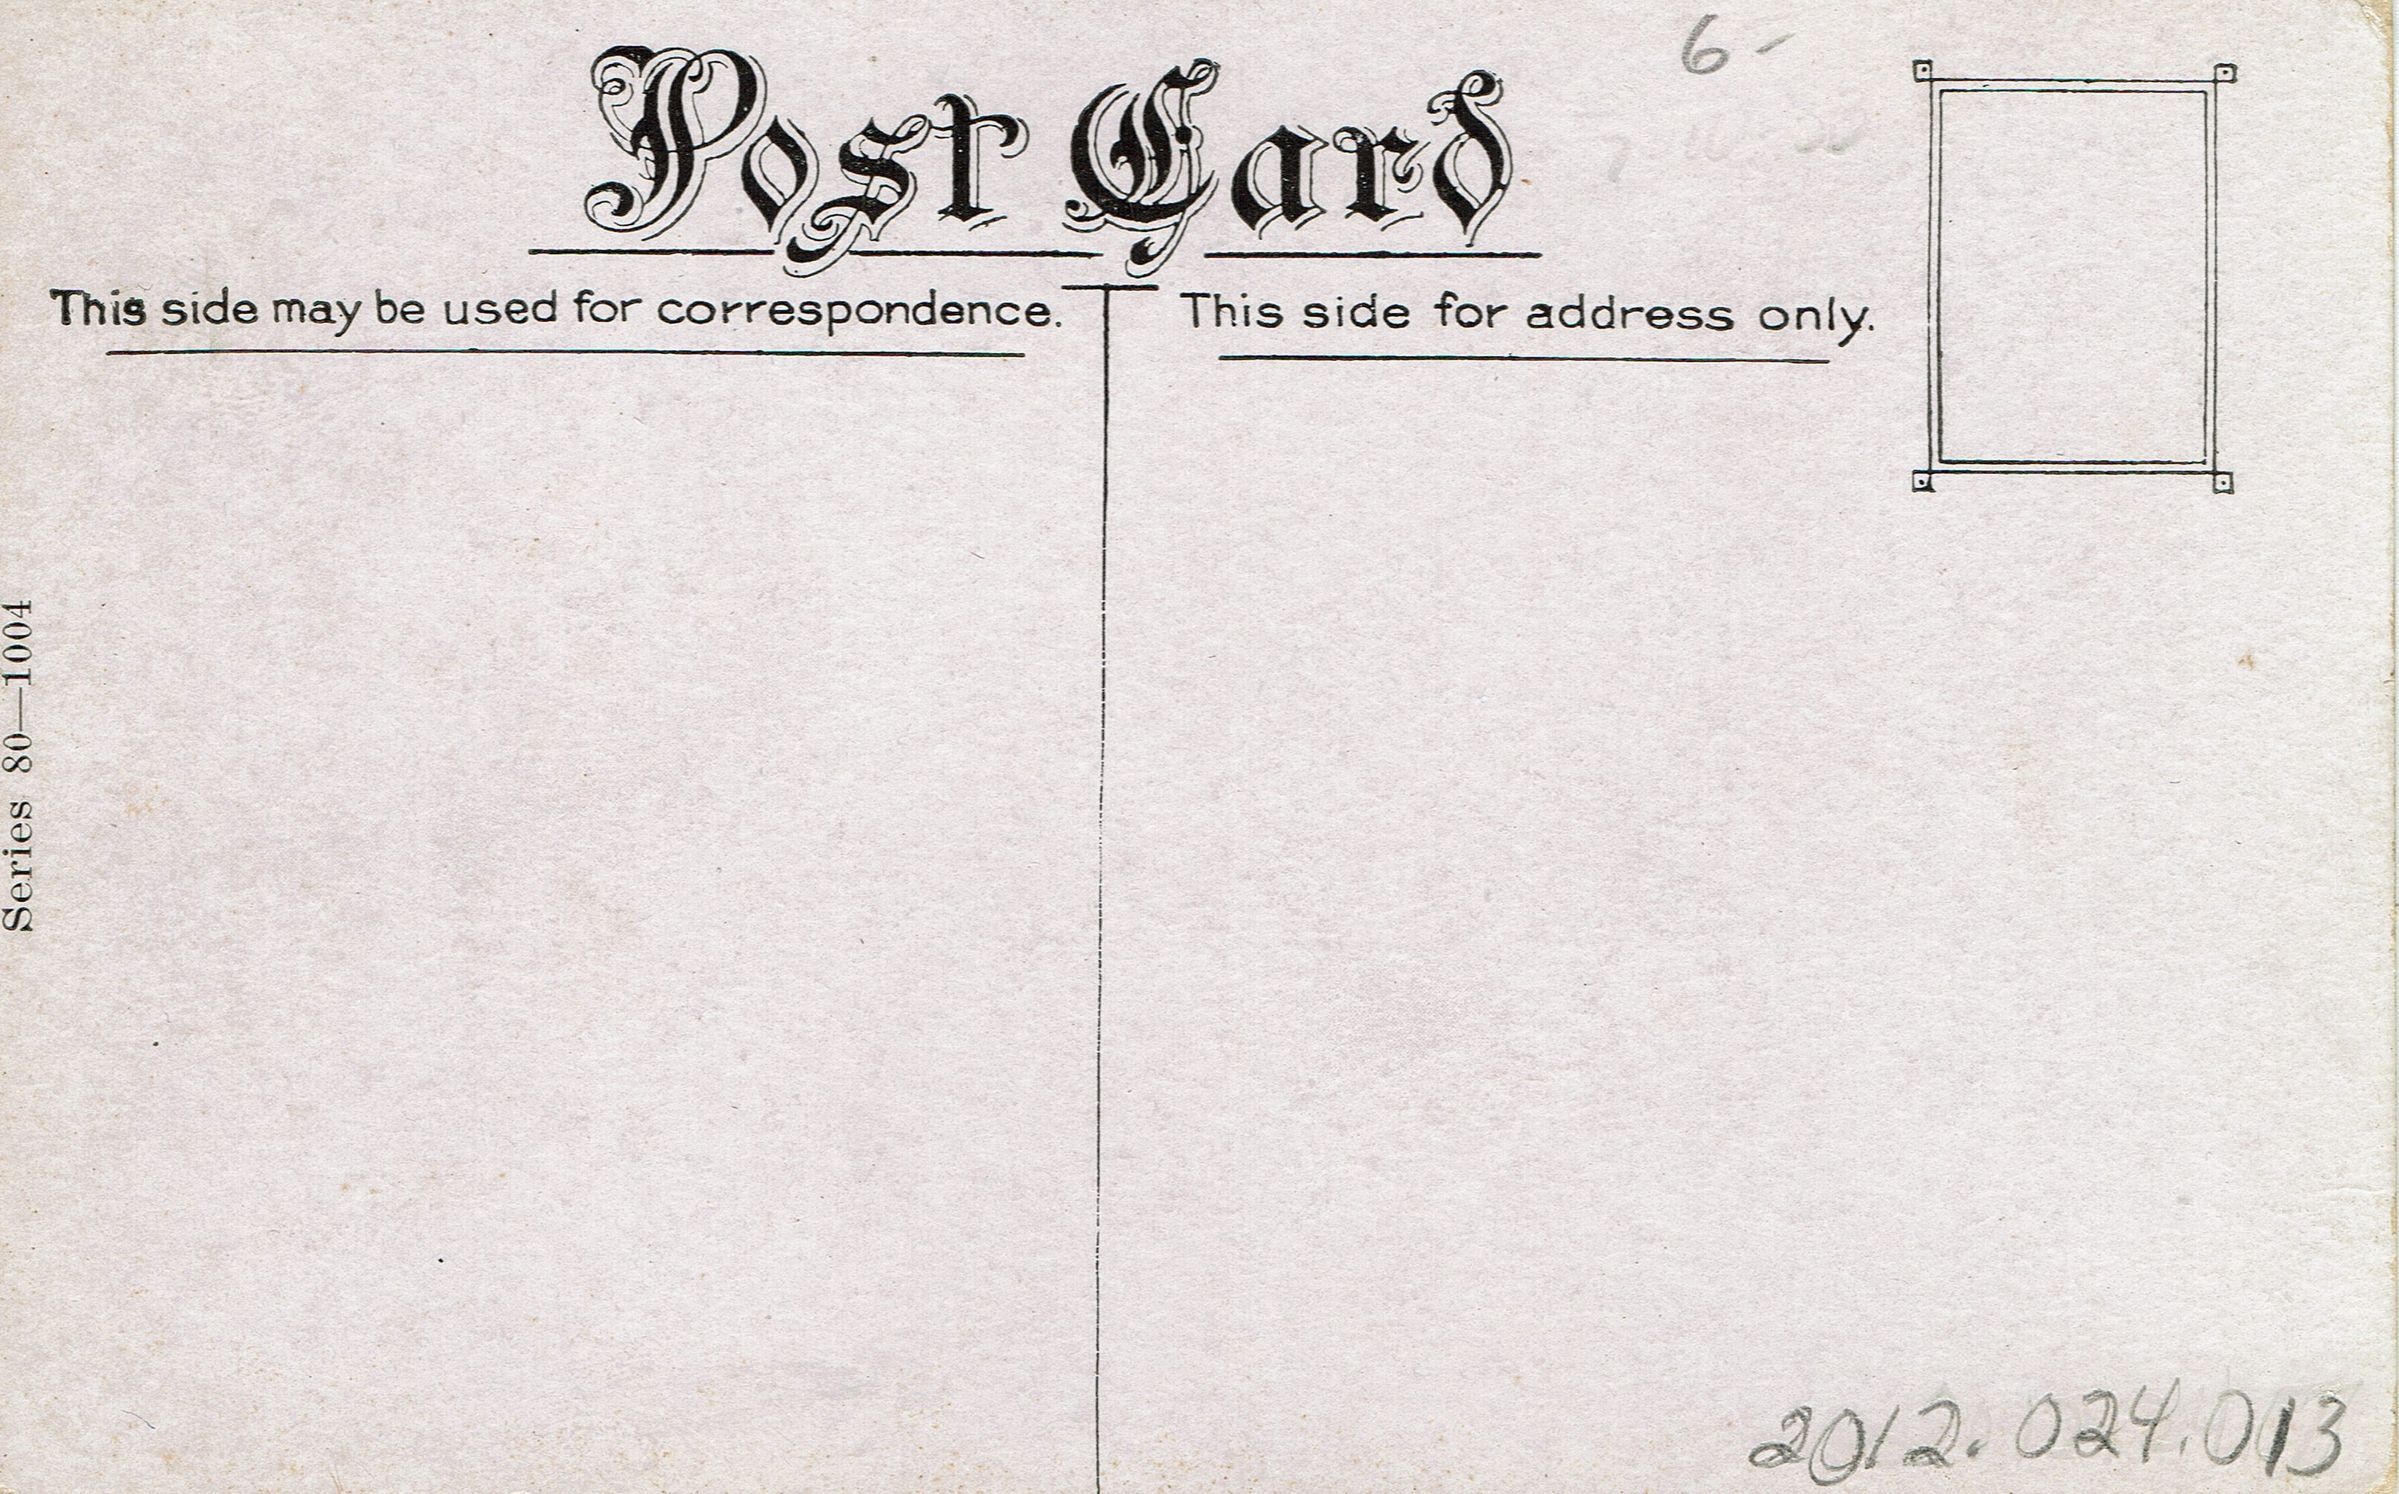 6-
Post Card
This side may be used for correspondence.
This side for address only.
Series 80—1004
2012.024.013